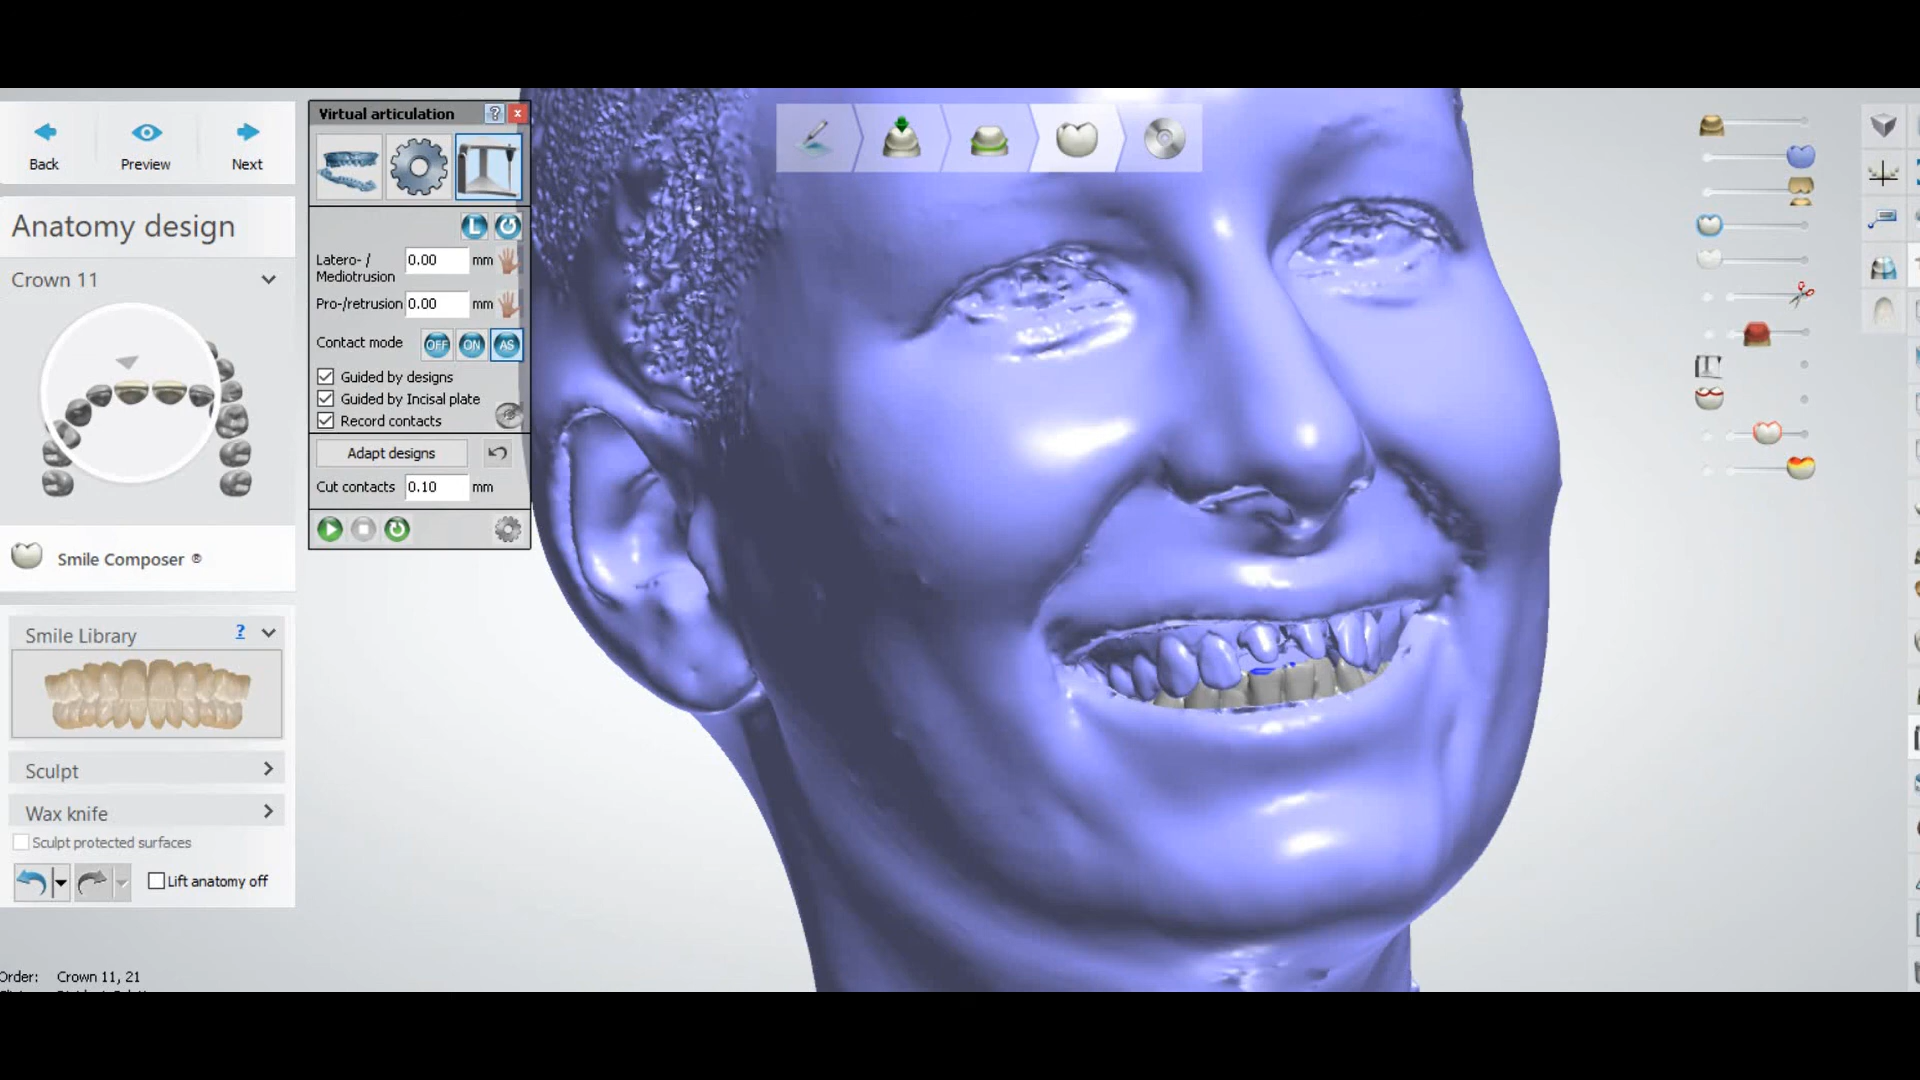 Back
Preview
Next
Anatomy design
Crown 11
Smile Composer ®
Smile Library ?
Sculpt
Wax knife
Sculpt protected surfaces
Lift anatomy off
Order: Crown 11, 21
Virtual articulation ? x
L
Latero- / Mediotrusion 0.00 mm
Pro-/retrusion 0.00 mm
Contact mode OFF ON AS
Guided by designs
Guided by Incisal plate
Record contacts
Adapt designs
Cut contacts 0.10 mm